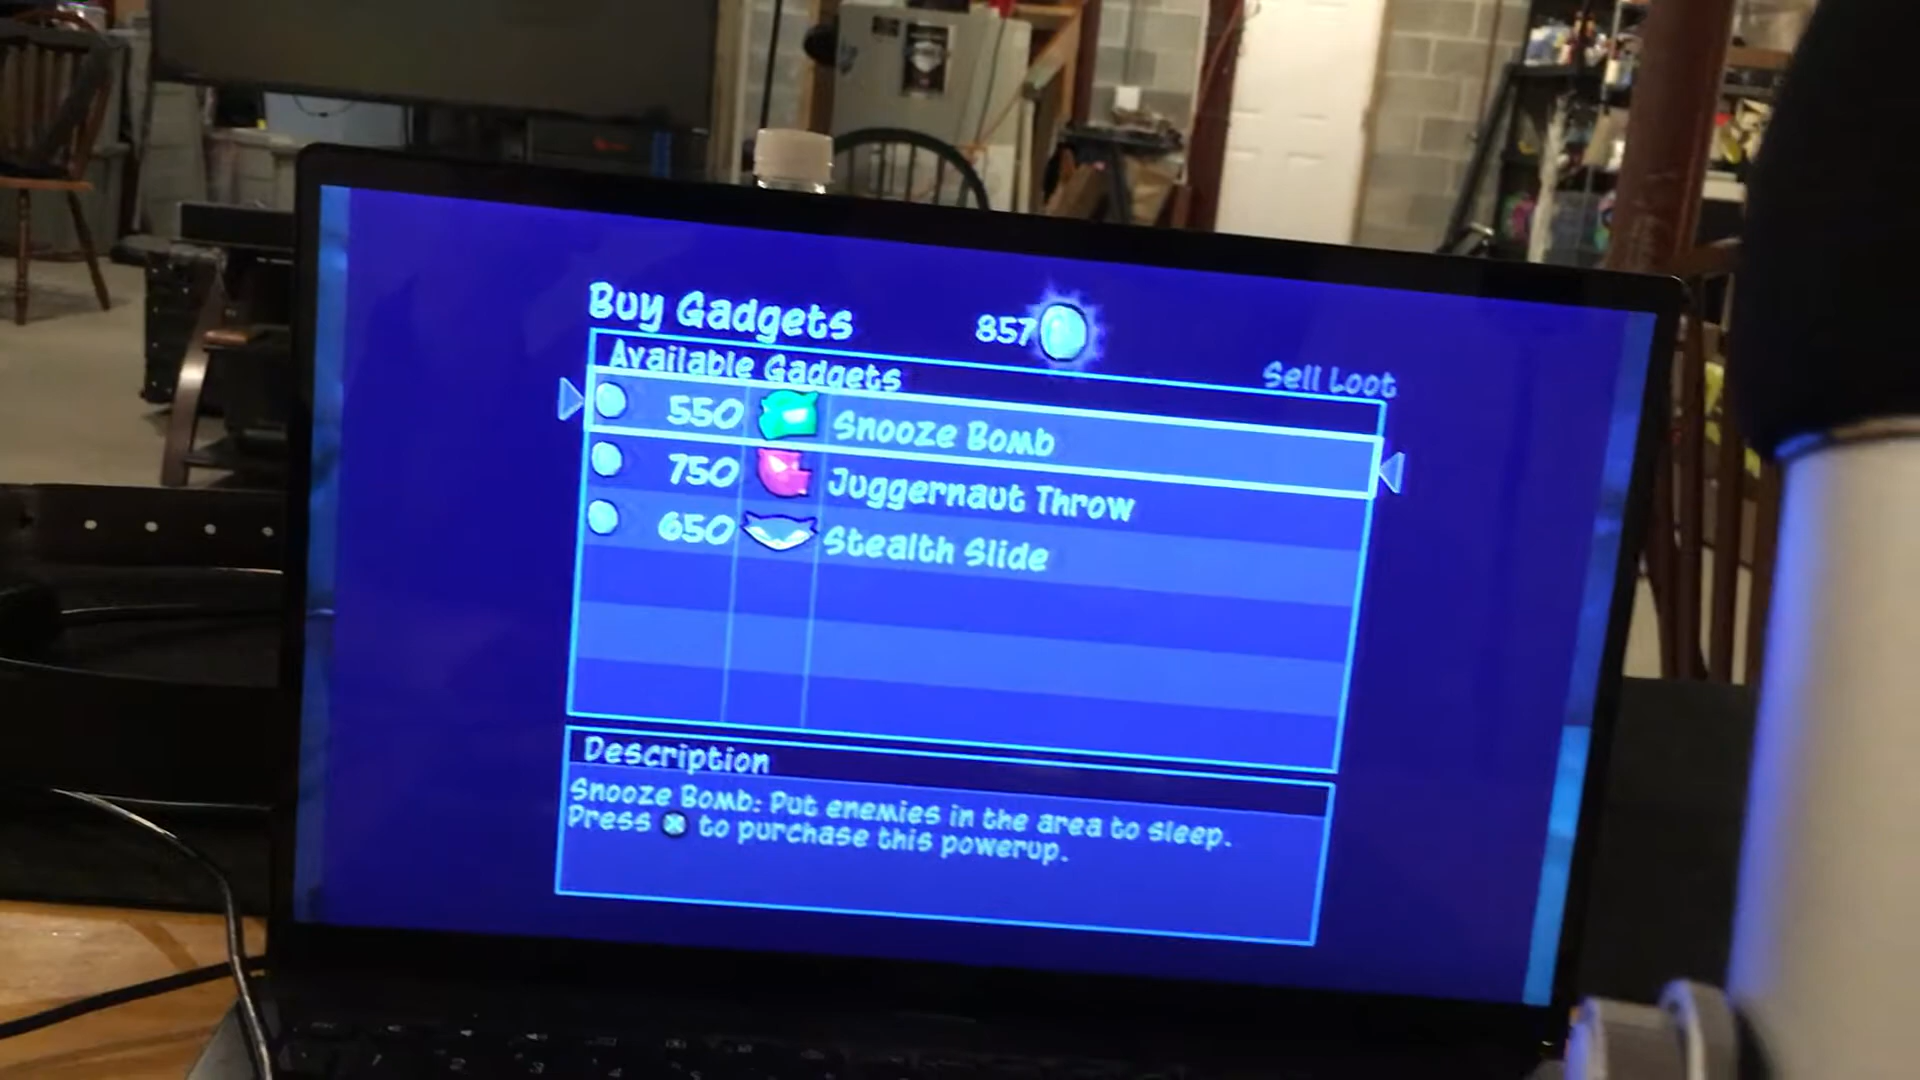 Buy Gadgets
857
Available Gadgets
Sell Loot
550 Snooze Bomb
750 Juggernaut Throw
650 Stealth Slide
Description
Snooze Bomb: Put enemies in the area to sleep.
Press ⊗ to purchase this powerup.